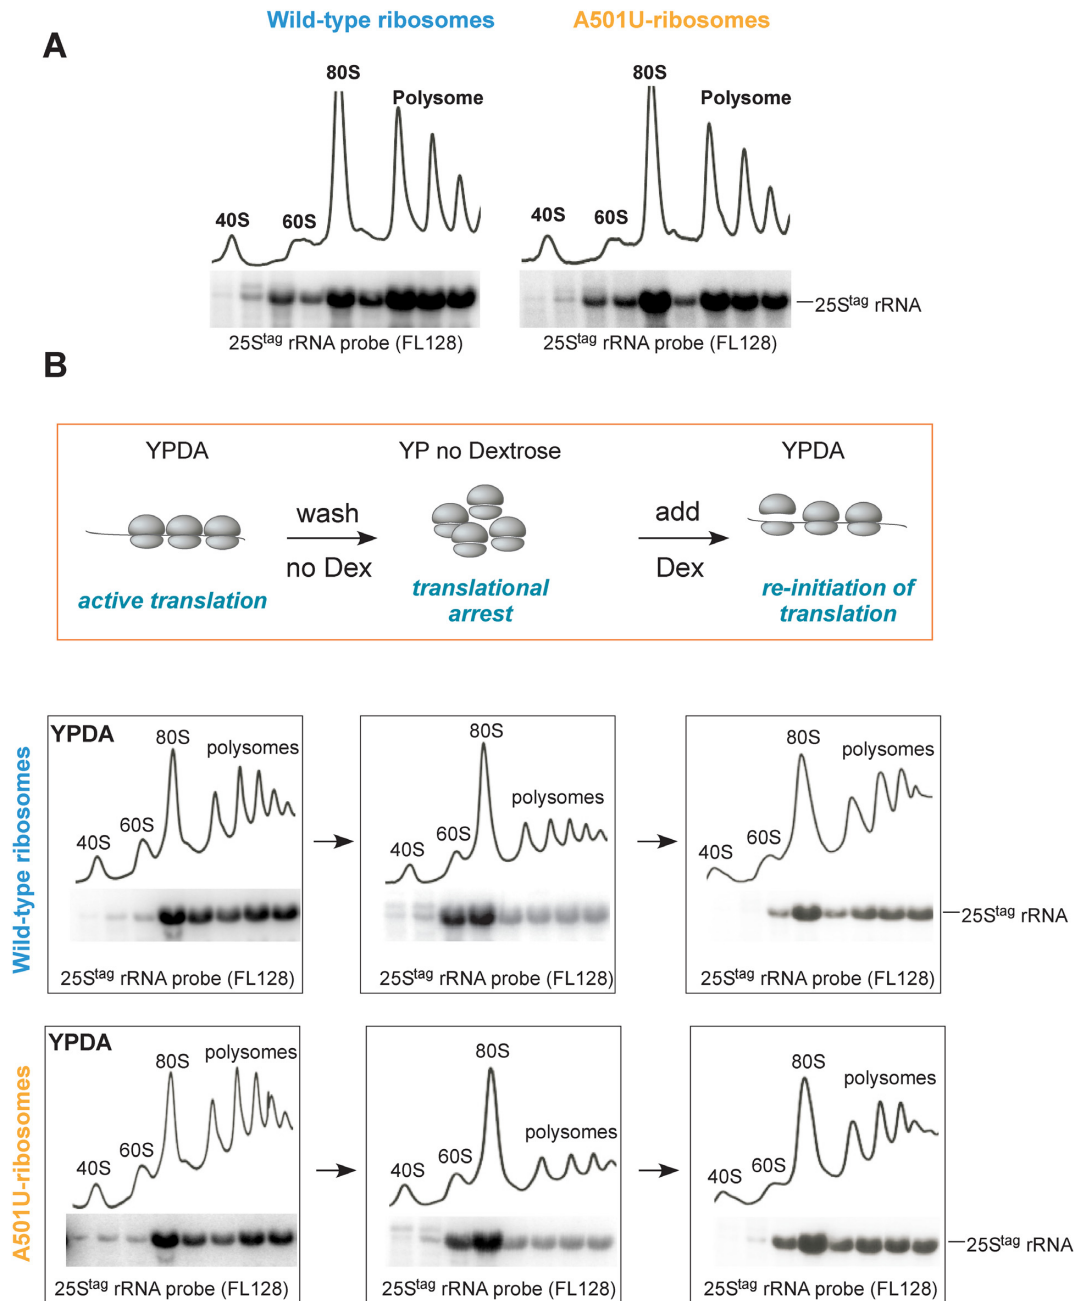 Wild-type ribosomes
A501U-ribosomes
A
80S
Polysome
40S
60S
80S
Polysome
40S
60S
25Stag rRNA
25Stag rRNA probe (FL128)
25Stag rRNA probe (FL128)
B
YPDA
YP no Dextrose
YPDA
wash
no Dex
add
Dex
active translation
translational
arrest
re-initiation of
translation
Wild-type ribosomes
YPDA
80S
polysomes
60S
40S
25Stag rRNA probe (FL128)
80S
polysomes
60S
40S
25Stag rRNA probe (FL128)
80S
polysomes
60S
40S
25Stag rRNA
25Stag rRNA probe (FL128)
A501U-ribosomes
YPDA
80S
polysomes
60S
40S
25Stag rRNA probe (FL128)
80S
polysomes
60S
40S
25Stag rRNA probe (FL128)
80S
polysomes
60S
40S
25Stag rRNA
25Stag rRNA probe (FL128)